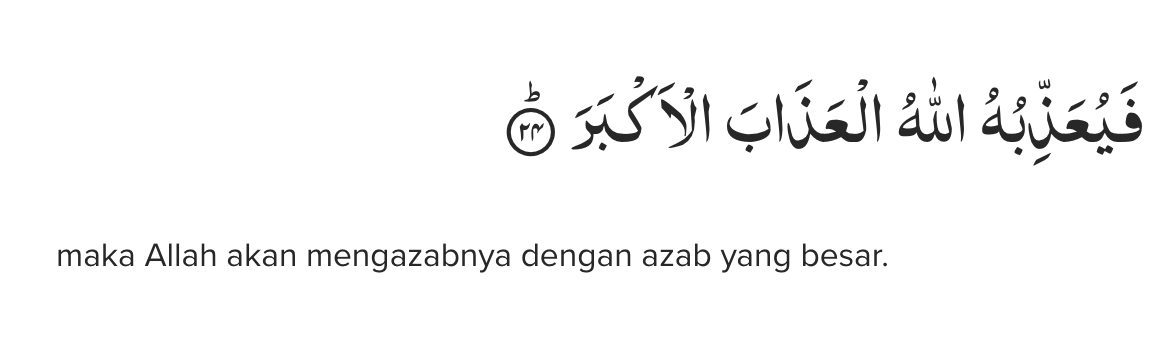 فَيُعَذِّبُهُ اللّٰهُ الْعَذَابَ الْاَكْبَرَۗ ٢٤
maka Allah akan mengazabnya dengan azab yang besar.